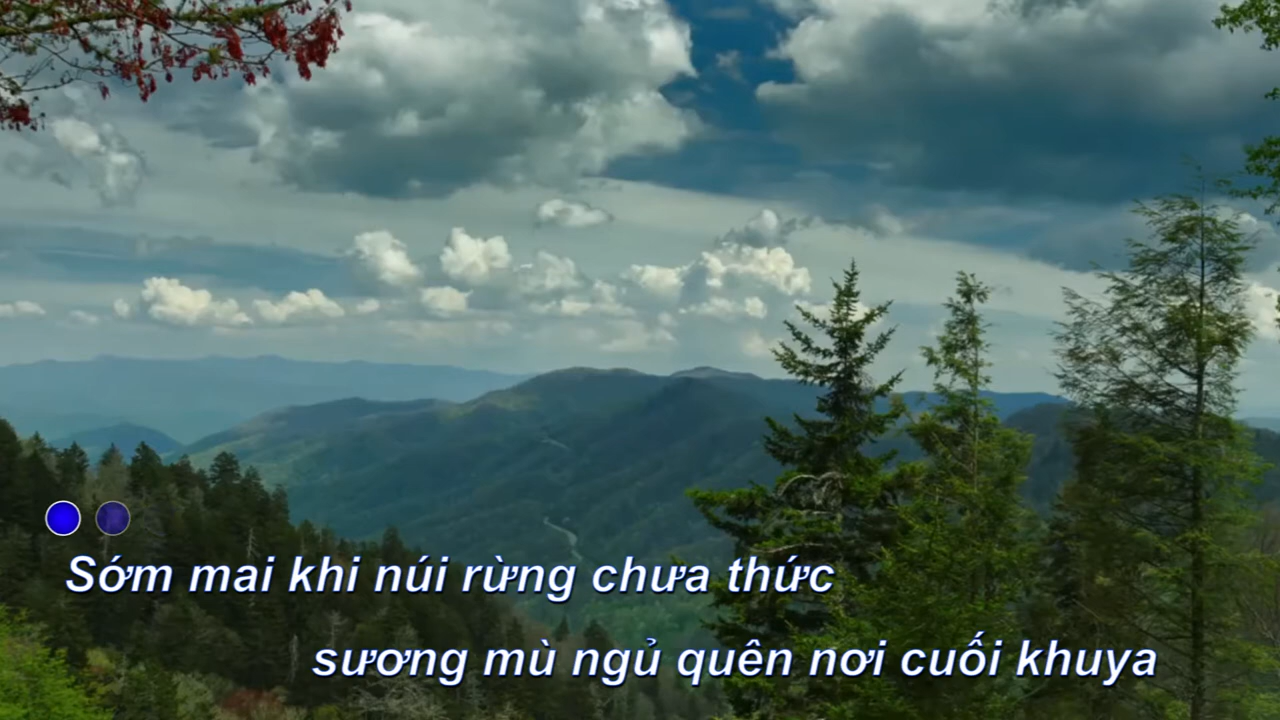 Sớm mai khi núi rừng chưa thức
sương mù ngủ quên nơi cuối khuya